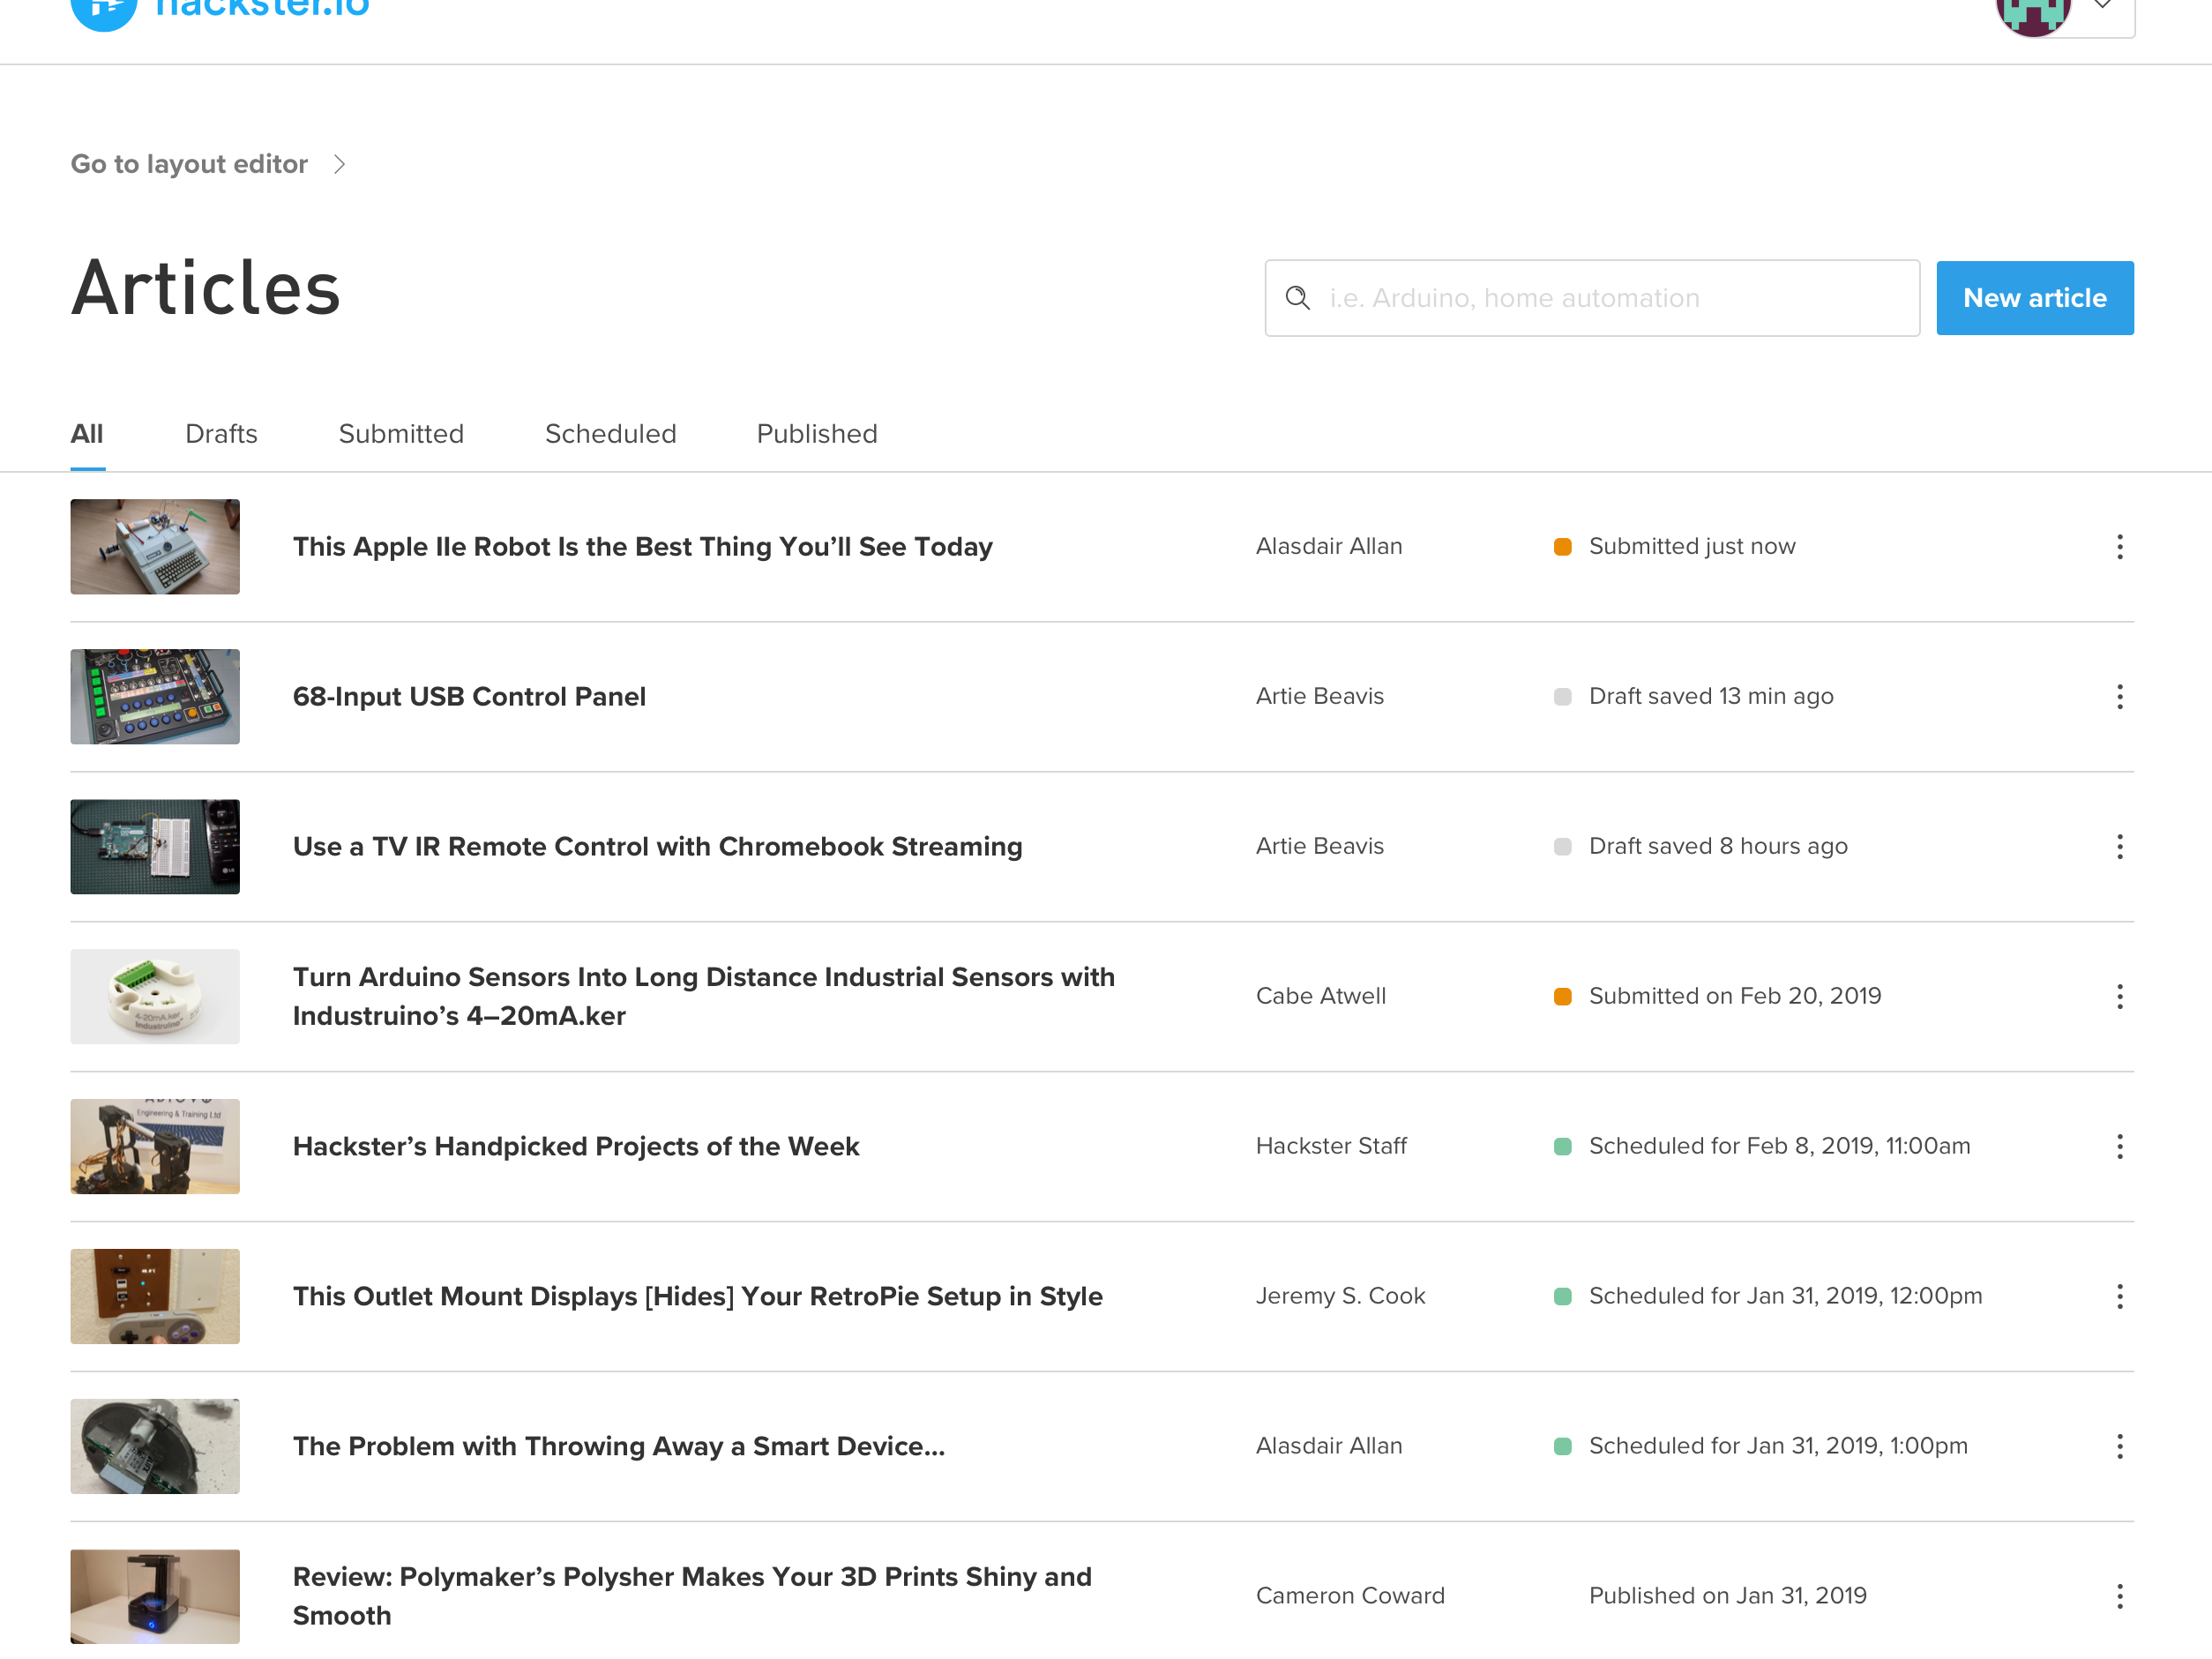 hackster.io
Go to layout editor
Articles
i.e. Arduino, home automation
New article
All
Drafts
Submitted
Scheduled
Published
This Apple IIe Robot Is the Best Thing You’ll See Today
Alasdair Allan
Submitted just now
68-Input USB Control Panel
Artie Beavis
Draft saved 13 min ago
Use a TV IR Remote Control with Chromebook Streaming
Artie Beavis
Draft saved 8 hours ago
4-20mA.ker
Industruino
Turn Arduino Sensors Into Long Distance Industrial Sensors with
Industruino’s 4–20mA.ker
Cabe Atwell
Submitted on Feb 20, 2019
Engineering & Training Ltd
Hackster’s Handpicked Projects of the Week
Hackster Staff
Scheduled for Feb 8, 2019, 11:00am
This Outlet Mount Displays [Hides] Your RetroPie Setup in Style
Jeremy S. Cook
Scheduled for Jan 31, 2019, 12:00pm
The Problem with Throwing Away a Smart Device...
Alasdair Allan
Scheduled for Jan 31, 2019, 1:00pm
Review: Polymaker’s Polysher Makes Your 3D Prints Shiny and
Smooth
Cameron Coward
Published on Jan 31, 2019